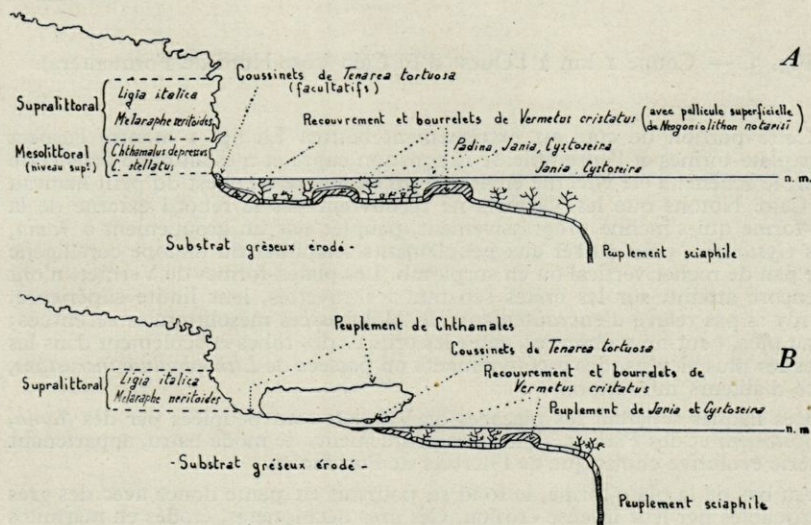 A
Coussinets de Tenarea tortuosa
(facultatifs)
Supralittoral
Ligia italica
Melaraphe neritoides
Recouvrement et bourrelets de Vermetus cristatus (avec pellicule superficielle de Neogoniolithon notarisi)
Mesolittoral
(niveau supr.)
Chthamalus depressus
C. stellatus
Padina, Jania, Cystoseira
Jania, Cystoseira
n. m.
Substrat gréseux érodé -
Peuplement sciaphile
B
Peuplement de Chthamales
Coussinets de Tenarea tortuosa
Supralittoral
Ligia italica
Melaraphe neritoides
Recouvrement et bourrelets de
Vermetus cristatus
Peuplement de Jania et Cystoseira
n. m.
- Substrat gréseux érodé -
Peuplement sciaphile